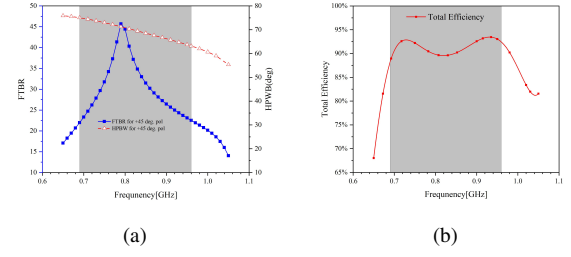 50
45
40
35
30
25
20
15
10
FTBR
80
70
60
50
40
30
20
10
HPWB(deg)
FTBR for +45 deg. pol
HPBW for +45 deg. pol
0.6 0.7 0.8 0.9 1.0 1.1
Frequnency[GHz]
(a)
100%
95%
90%
85%
80%
75%
70%
65%
Total Efficiency
Total Efficiency
0.6 0.7 0.8 0.9 1.0 1.1
Frequnency[GHz]
(b)